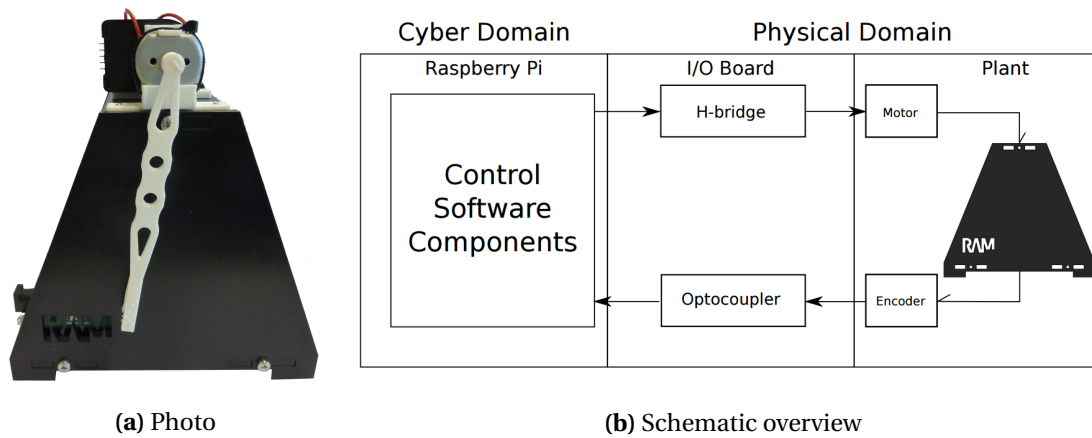 RAM
Cyber Domain
Physical Domain
Raspberry Pi
I/O Board
Plant
Control
Software
Components
H-bridge
Motor
RAM
Optocoupler
Encoder
(a) Photo
(b) Schematic overview